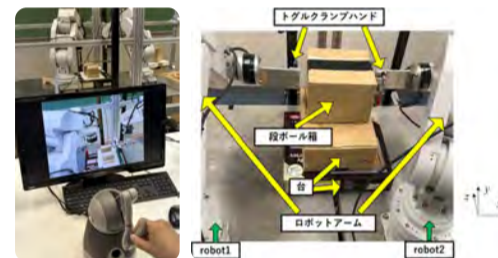 トグルクランプハンド
段ボール箱
台
ロボットアーム
robot1
robot2